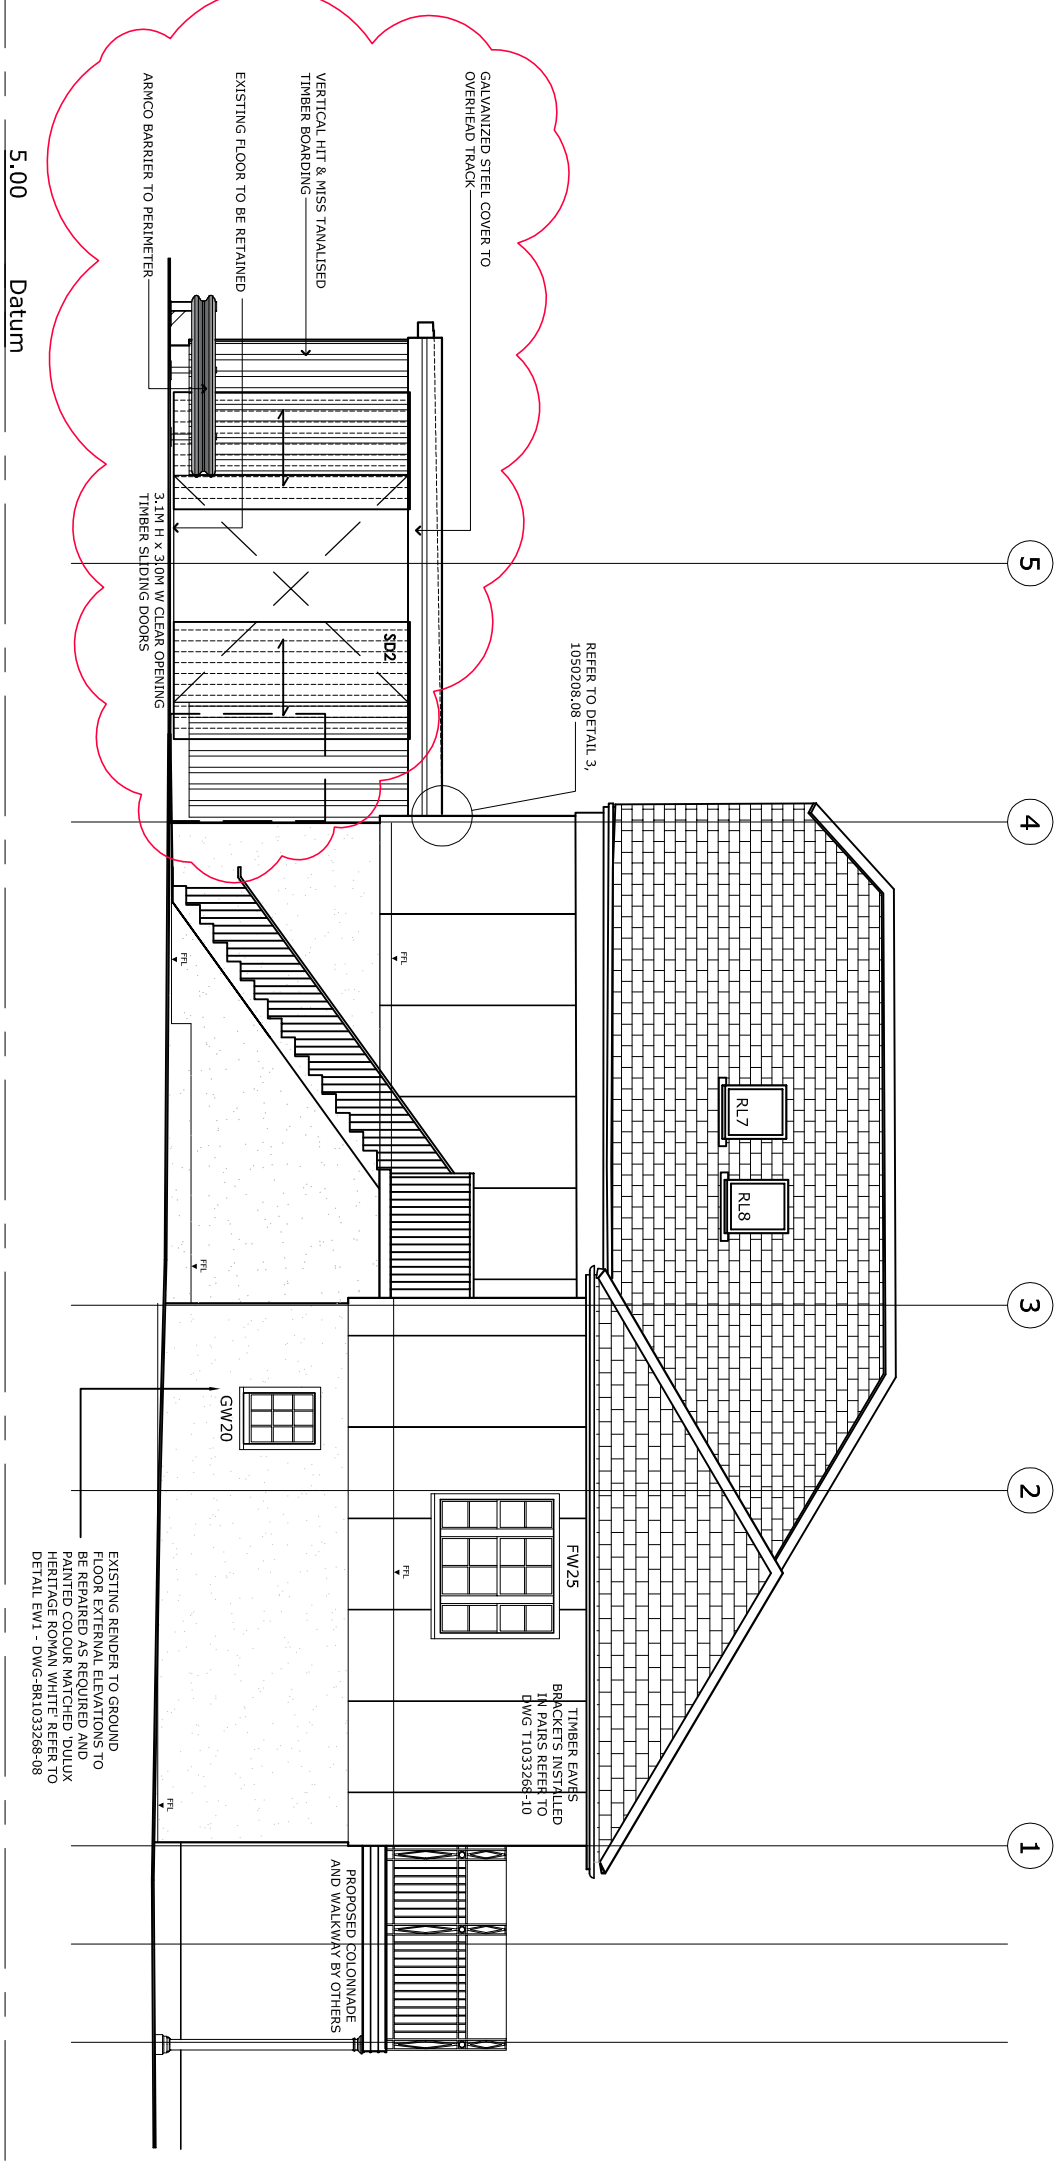 GALVANIZED STEEL COVER TO
OVERHEAD TRACK
VERTICAL HIT & MISS TANALISED
TIMBER BOARDING
EXISTING FLOOR TO BE RETAINED
ARMCO BARRIER TO PERIMETER
5.00 Datum
3.1M H x 3.0M W CLEAR OPENING
TIMBER SLIDING DOORS
SD2
REFER TO DETAIL 3,
1050208.08
5
4
3
2
1
RL7
RL8
FFL
FFL
FFL
FFL
FFL
GW20
FW25
TIMBER EAVES
BRACKETS INSTALLED
IN PAIRS REFER TO
DWG T1033268-10
EXISTING RENDER TO GROUND
FLOOR EXTERNAL ELEVATIONS TO
BE REPAIRED AS REQUIRED AND
PAINTED COLOUR MATCHED 'DULUX
HERITAGE ROMAN WHITE' REFER TO
DETAIL EW1 - DWG-BR1033268-08
PROPOSED COLONNADE
AND WALKWAY BY OTHERS